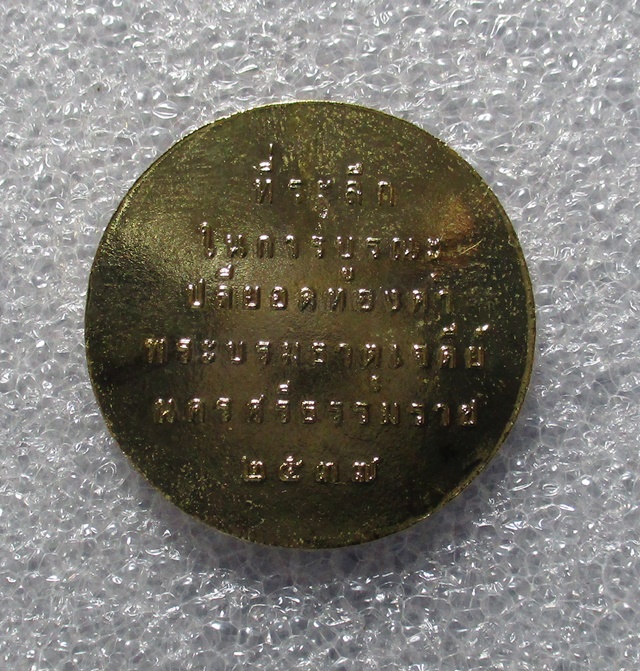 ที่ระฦึก
ในการบูรณะ
ปลียอดทองคำ
พระบรมธาตุเจดีย์
นครศรีธรรมราช
๒๕๓๗